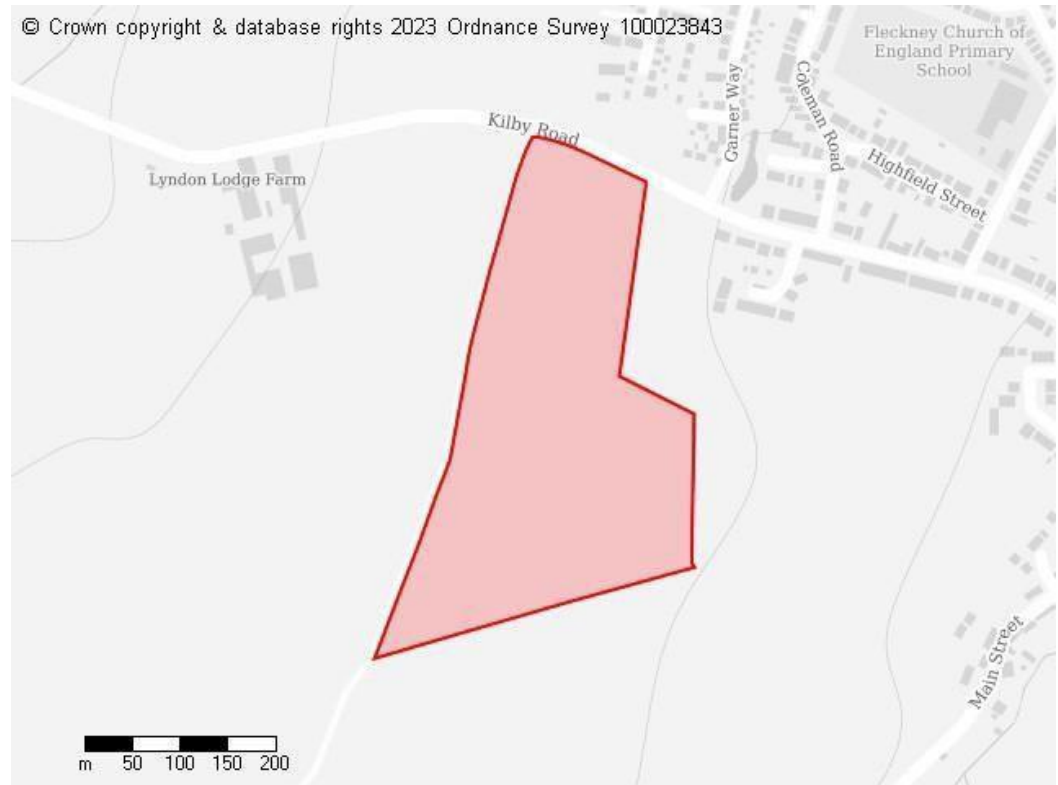 © Crown copyright & database rights 2023 Ordnance Survey 100023843
Fleckney Church of
England Primary
School
Kilby Road
Garner Way
Coleman Road
Highfield Street
Lyndon Lodge Farm
Main Street
m 50 100 150 200